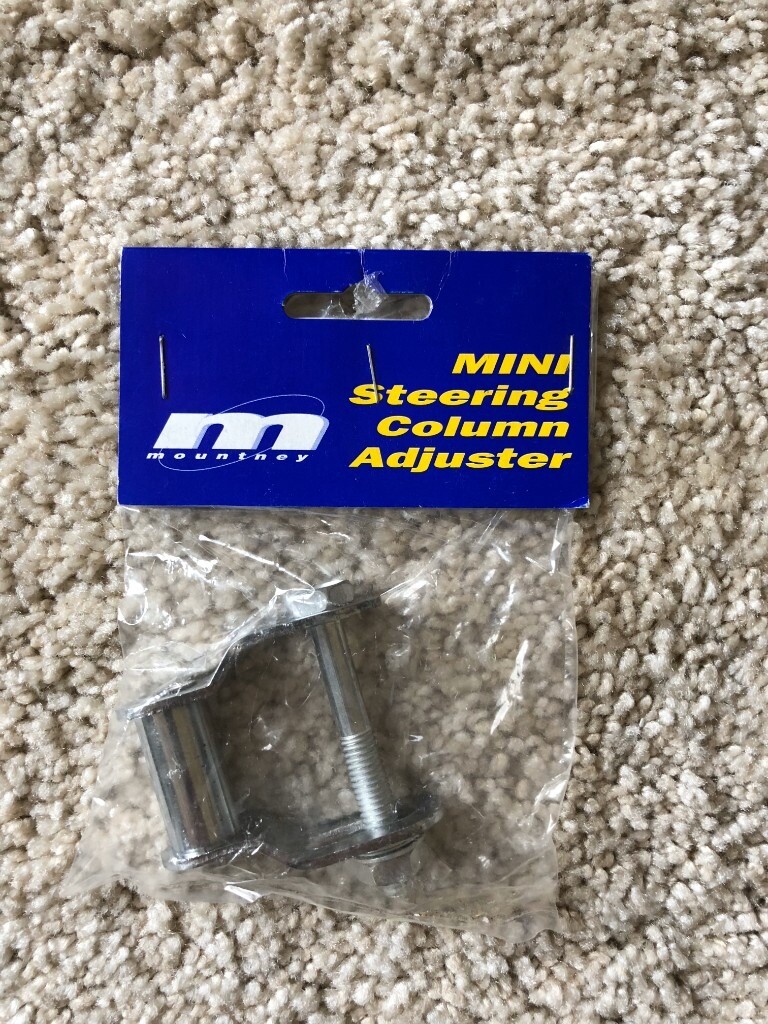 MINI
Steering
Column
Adjuster
m
mountney